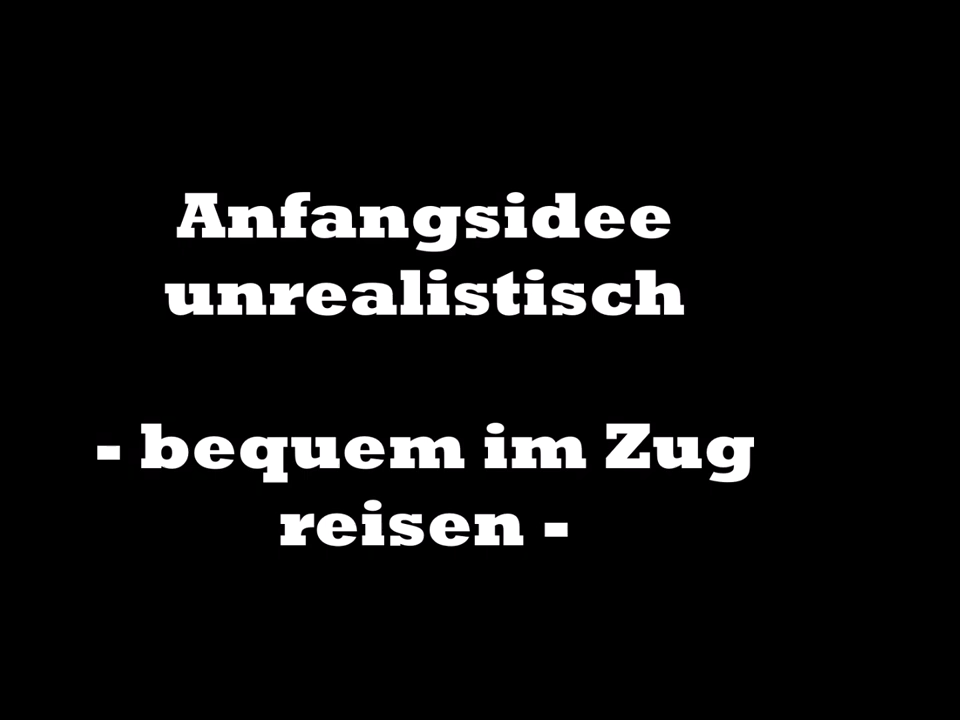 Anfangsidee
unrealistisch
- bequem im Zug
reisen -